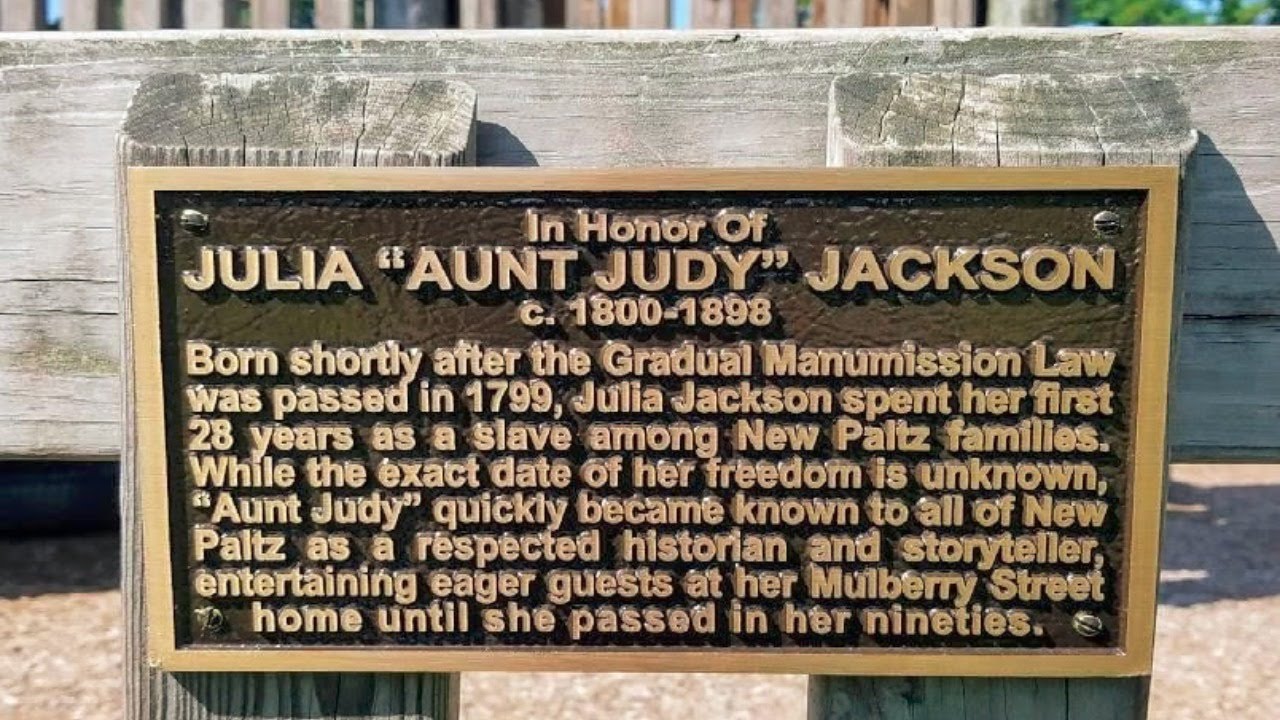 In Honor Of
JULIA “AUNT JUDY” JACKSON
c. 1800-1898
Born shortly after the Gradual Manumission Law
was passed in 1799, Julia Jackson spent her first
28 years as a slave among New Paltz families.
While the exact date of her freedom is unknown,
“Aunt Judy” quickly became known to all of New
Paltz as a respected historian and storyteller,
entertaining eager guests at her Mulberry Street
home until she passed in her nineties.